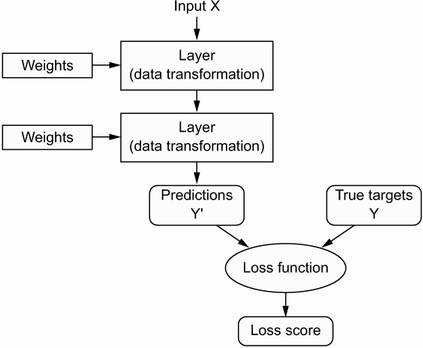 Input X
Weights
Layer
(data transformation)
Weights
Layer
(data transformation)
Predictions
Y'
True targets
Y
Loss function
Loss score